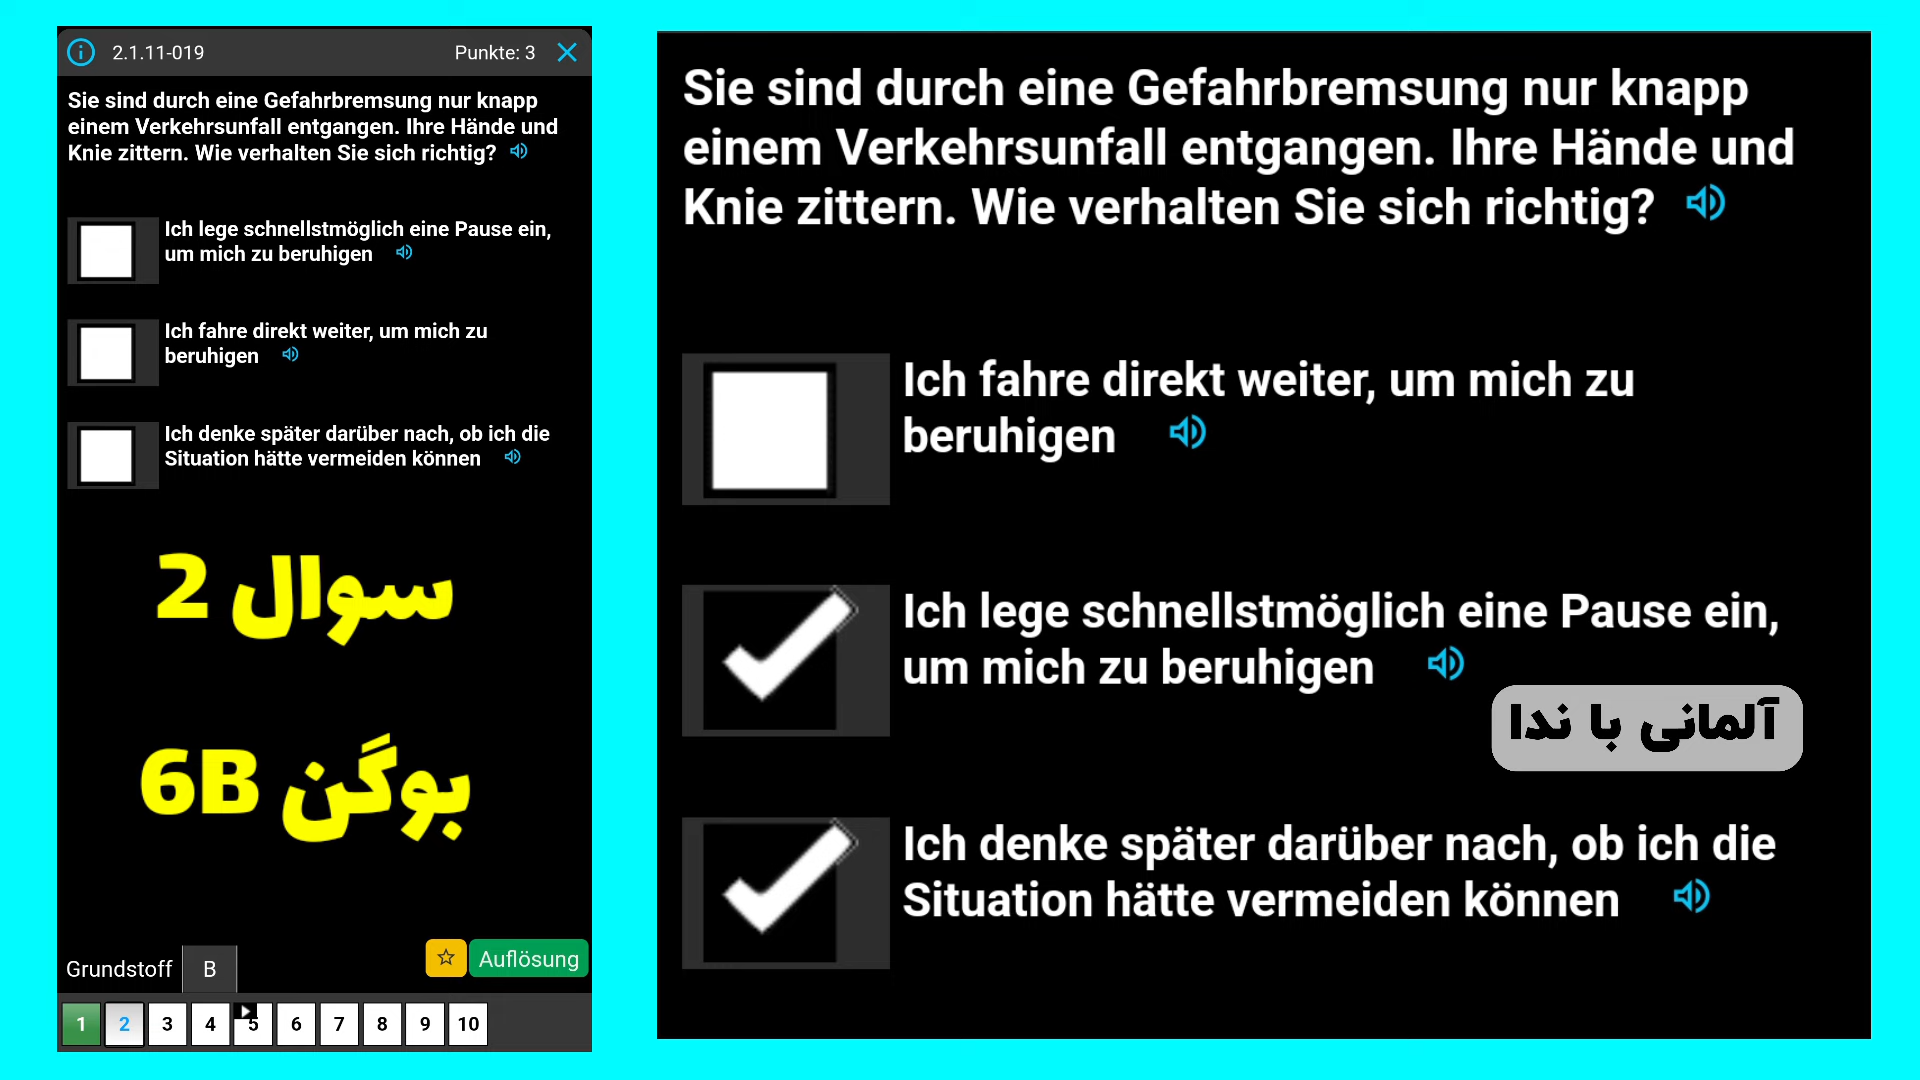 2.1.11-019
Punkte: 3
Sie sind durch eine Gefahrbremsung nur knapp
einem Verkehrsunfall entgangen. Ihre Hände und
Knie zittern. Wie verhalten Sie sich richtig?
Ich lege schnellstmöglich eine Pause ein,
um mich zu beruhigen
Ich fahre direkt weiter, um mich zu
beruhigen
Ich denke später darüber nach, ob ich die
Situation hätte vermeiden können
سوال 2
بوگن 6B
Grundstoff
B
Auflösung
1 2 3 4 5 6 7 8 9 10
Sie sind durch eine Gefahrbremsung nur knapp
einem Verkehrsunfall entgangen. Ihre Hände und
Knie zittern. Wie verhalten Sie sich richtig?
Ich fahre direkt weiter, um mich zu
beruhigen
Ich lege schnellstmöglich eine Pause ein,
um mich zu beruhigen
آلمانی با ندا
Ich denke später darüber nach, ob ich die
Situation hätte vermeiden können